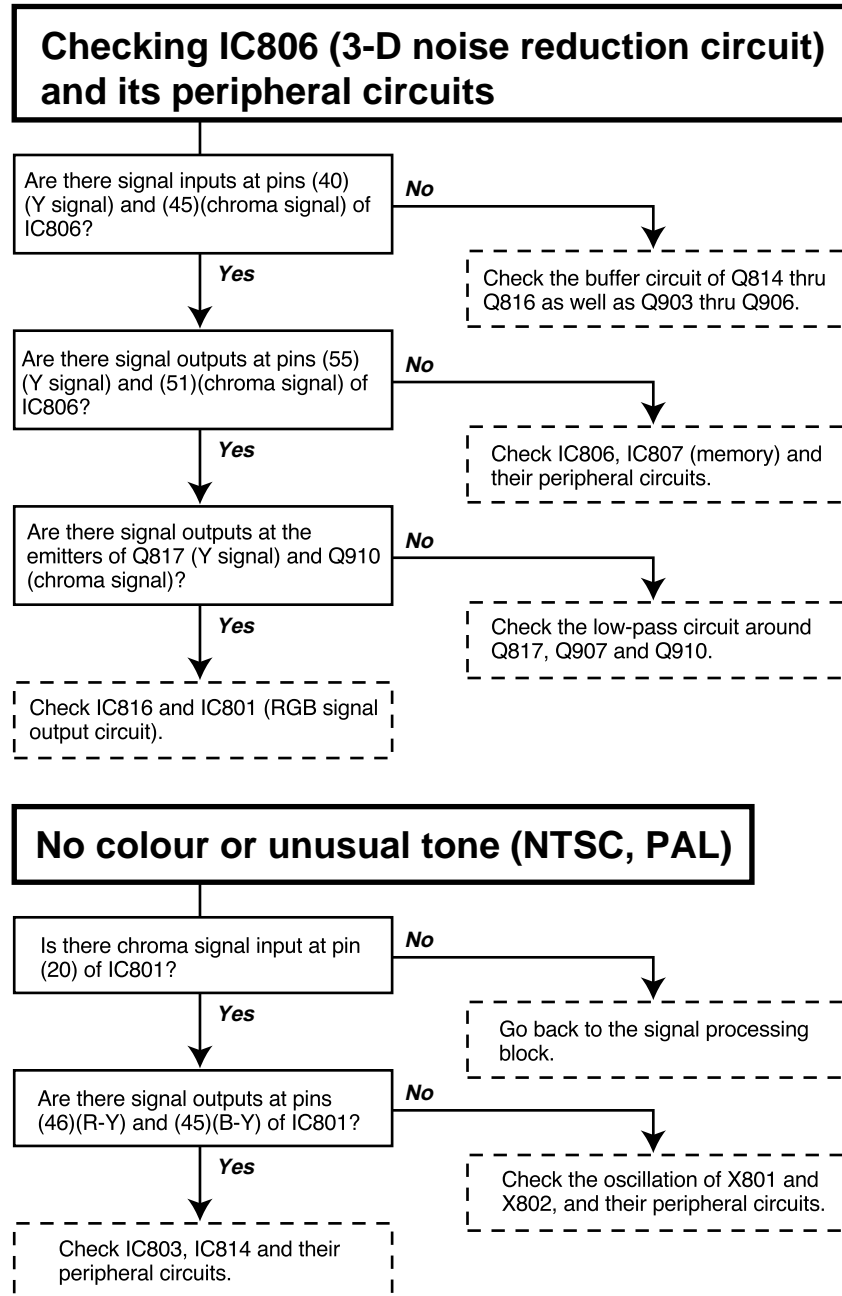 Checking IC806 (3-D noise reduction circuit)
and its peripheral circuits
Are there signal inputs at pins (40)
(Y signal) and (45)(chroma signal) of
IC806?
No
Check the buffer circuit of Q814 thru
Q816 as well as Q903 thru Q906.
Yes
Are there signal outputs at pins (55)
(Y signal) and (51)(chroma signal) of
IC806?
No
Check IC806, IC807 (memory) and
their peripheral circuits.
Yes
Are there signal outputs at the
emitters of Q817 (Y signal) and Q910
(chroma signal)?
No
Check the low-pass circuit around
Q817, Q907 and Q910.
Yes
Check IC816 and IC801 (RGB signal
output circuit).
No colour or unusual tone (NTSC, PAL)
Is there chroma signal input at pin
(20) of IC801?
No
Go back to the signal processing
block.
Yes
Are there signal outputs at pins
(46)(R-Y) and (45)(B-Y) of IC801?
No
Check the oscillation of X801 and
X802, and their peripheral circuits.
Yes
Check IC803, IC814 and their
peripheral circuits.